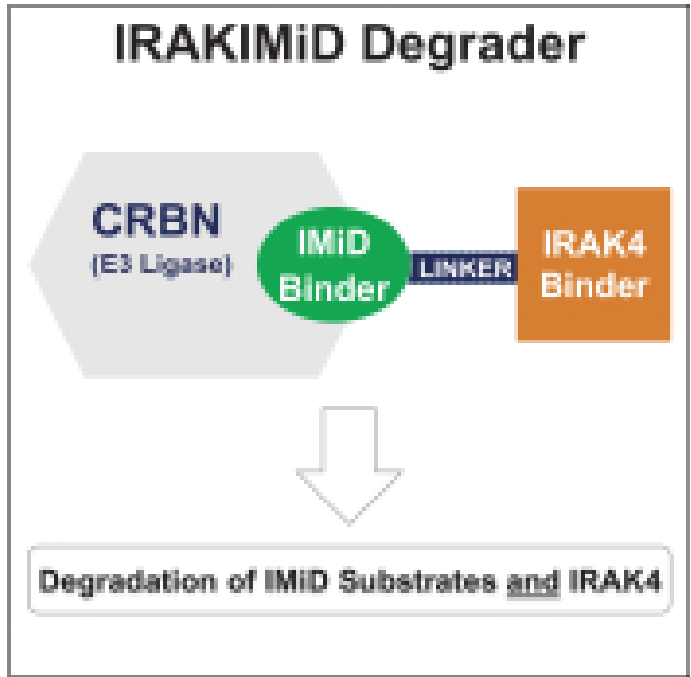 IRAKIMiD Degrader
CRBN
(E3 Ligase)
IMiD
Binder
LINKER
IRAK4
Binder
Degradation of IMiD Substrates and IRAK4